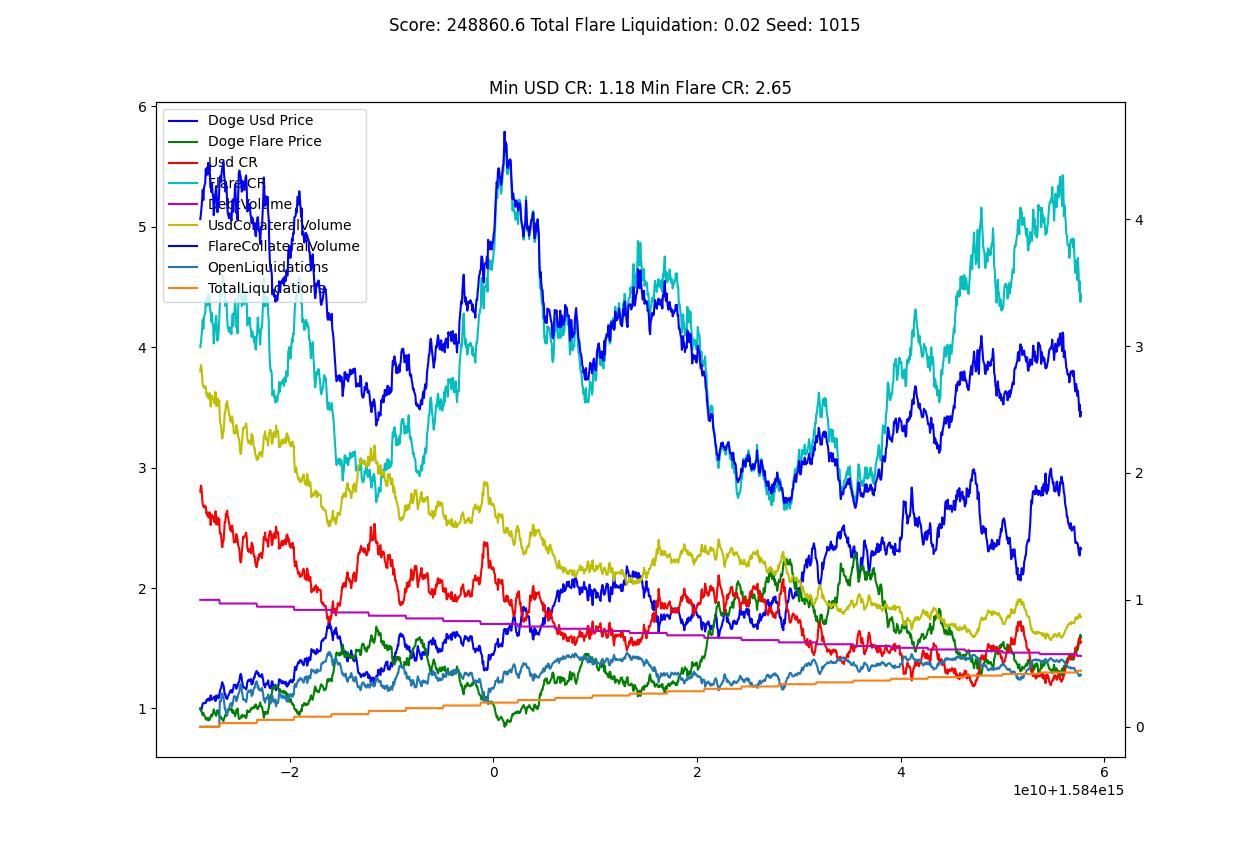 Score: 248860.6 Total Flare Liquidation: 0.02 Seed: 1015
Min USD CR: 1.18 Min Flare CR: 2.65
Doge Usd Price
Doge Flare Price
Usd CR
Flare CR
DebtVolume
UsdCollateralVolume
FlareCollateralVolume
OpenLiquidations
TotalLiquidations
6
5
4
3
2
1
4
3
2
1
0
−2
0
2
4
6
1e10+1.584e15